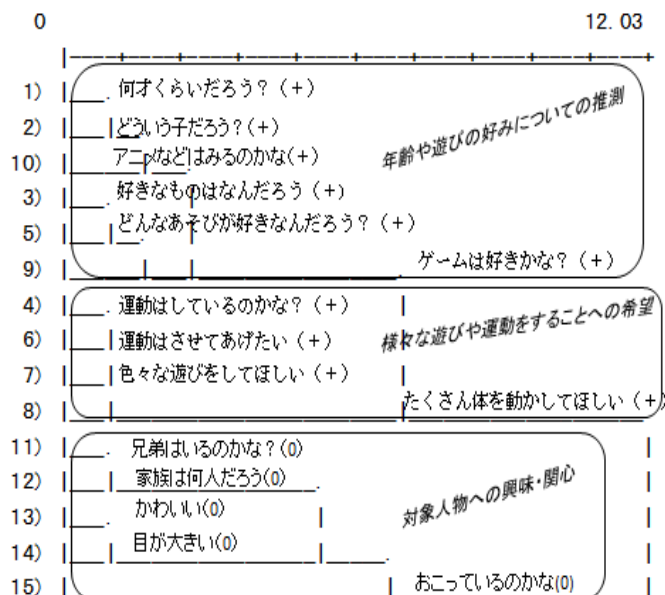 0 12.03
1) 何才くらいだろう？(+)
2) どういう子だろう？(+)
10) アニメなどはみるのかな(+)
3) 好きなものはなんだろう(+)
5) どんなあそびが好きなんだろう？(+)
9) ゲームは好きかな？(+)
年齢や遊びの好みについての推測
4) 運動はしているのかな？(+)
6) 運動はさせてあげたい(+)
7) 色々な遊びをしてほしい(+)
8) たくさん体を動かしてほしい(+)
様々な遊びや運動をすることへの希望
11) 兄弟はいるのかな？(0)
12) 家族は何人だろう(0)
13) かわいい(0)
14) 目が大きい(0)
15) おこっているのかな(0)
対象人物への興味・関心